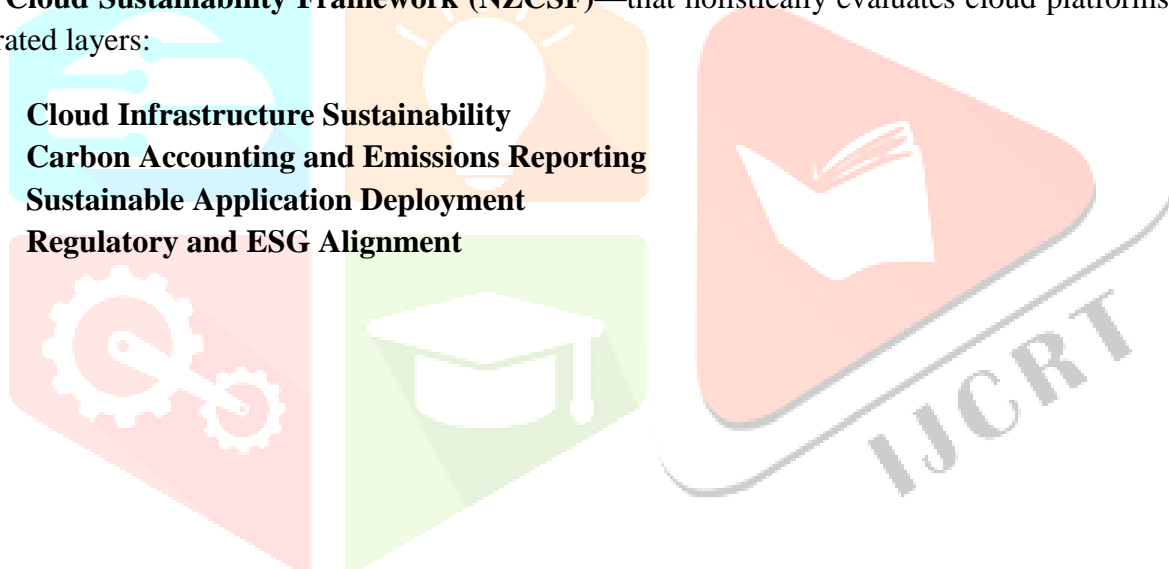 Cloud Sustainability Framework (NZCSF)—that holistically evaluates cloud platforms
rated layers:
Cloud Infrastructure Sustainability
Carbon Accounting and Emissions Reporting
Sustainable Application Deployment
Regulatory and ESG Alignment
IJCRT